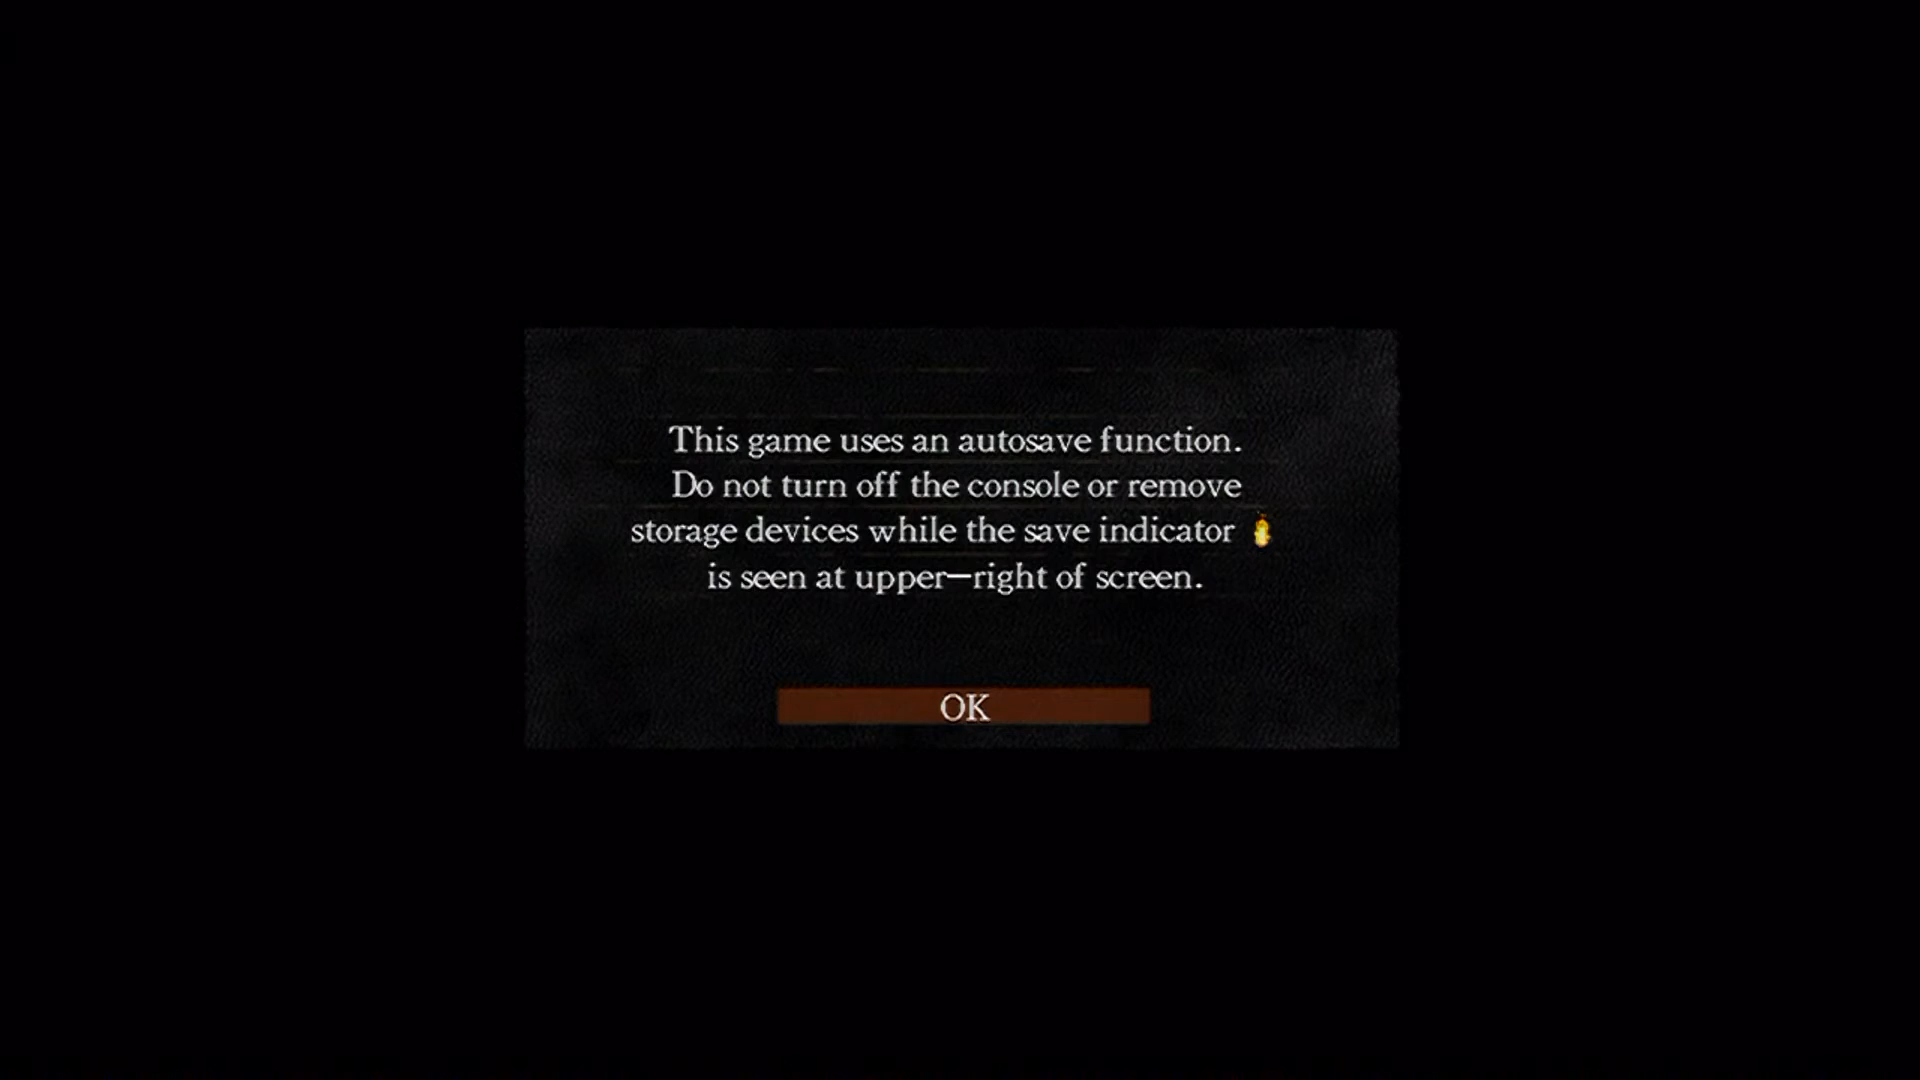 This game uses an autosave function.
Do not turn off the console or remove
storage devices while the save indicator
is seen at upper—right of screen.
OK